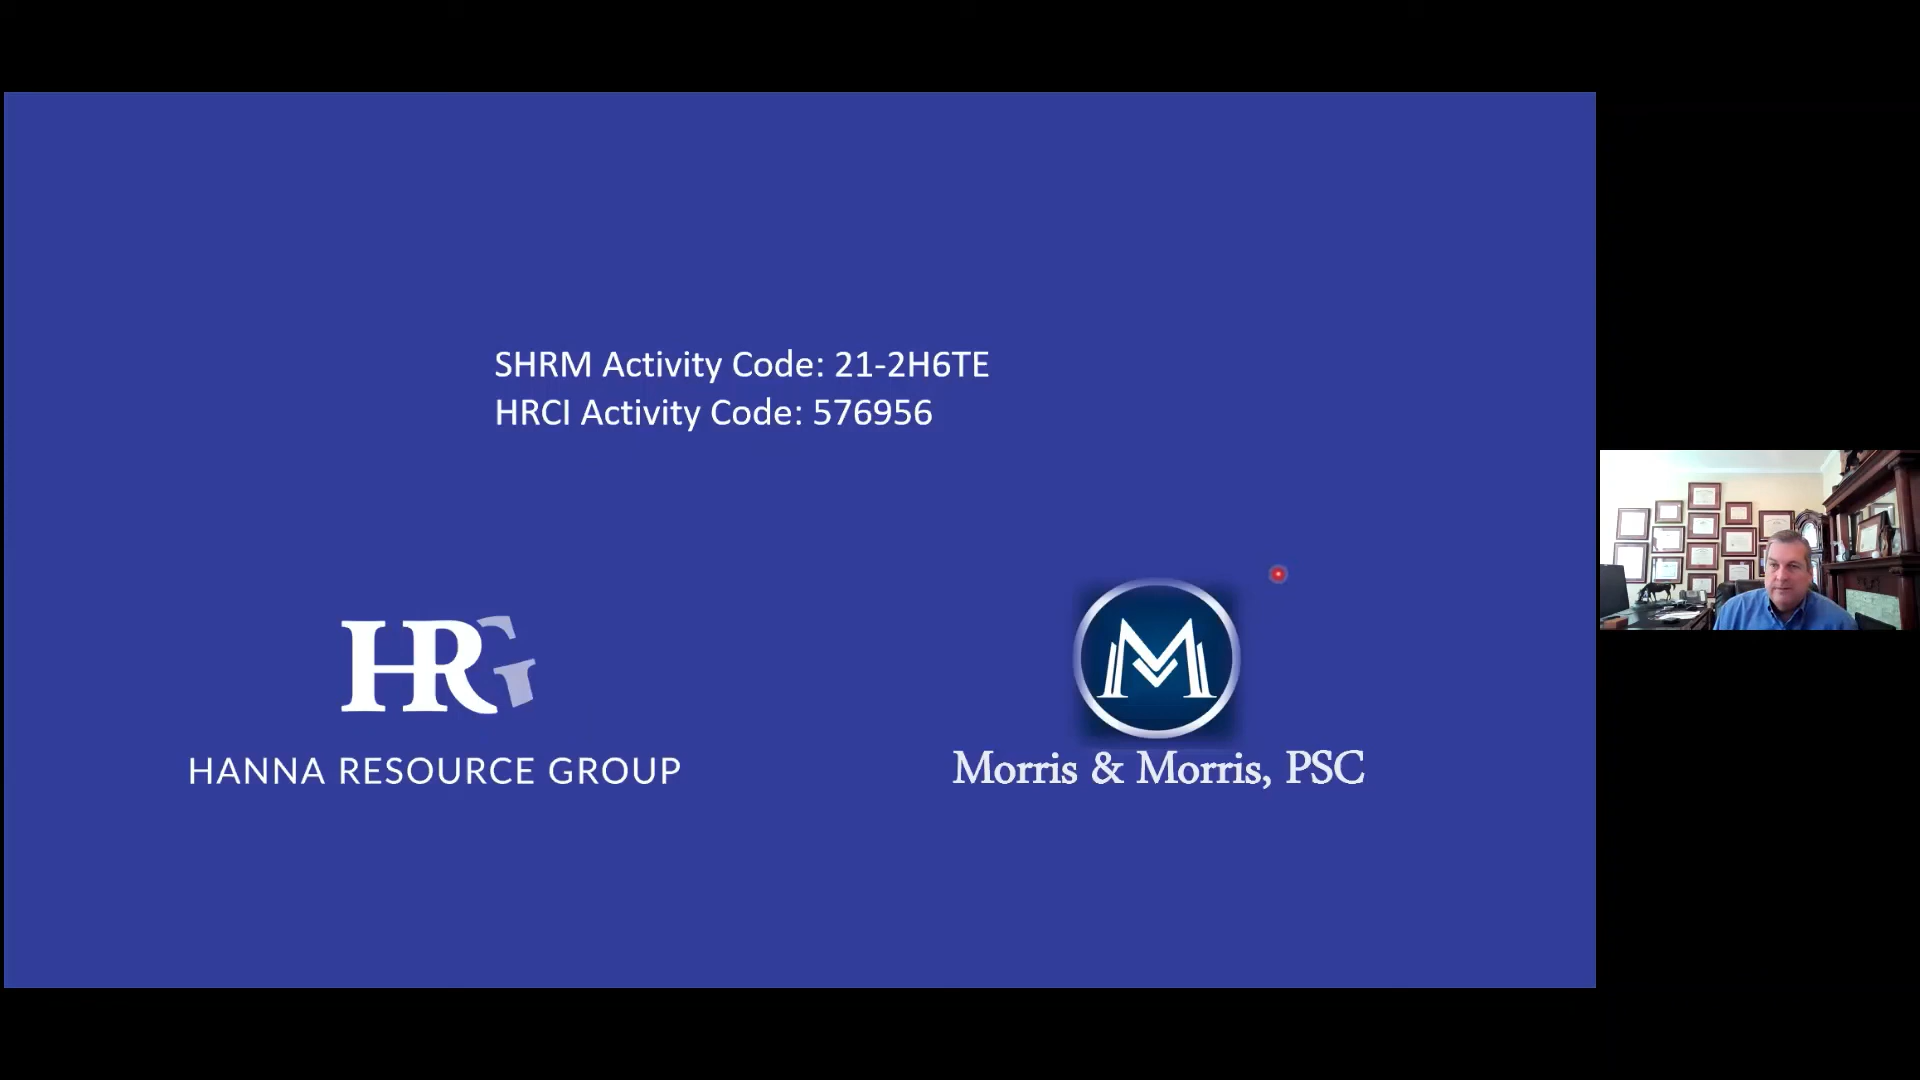 SHRM Activity Code: 21-2H6TE
HRCI Activity Code: 576956
HRG
HANNA RESOURCE GROUP
M
Morris & Morris, PSC